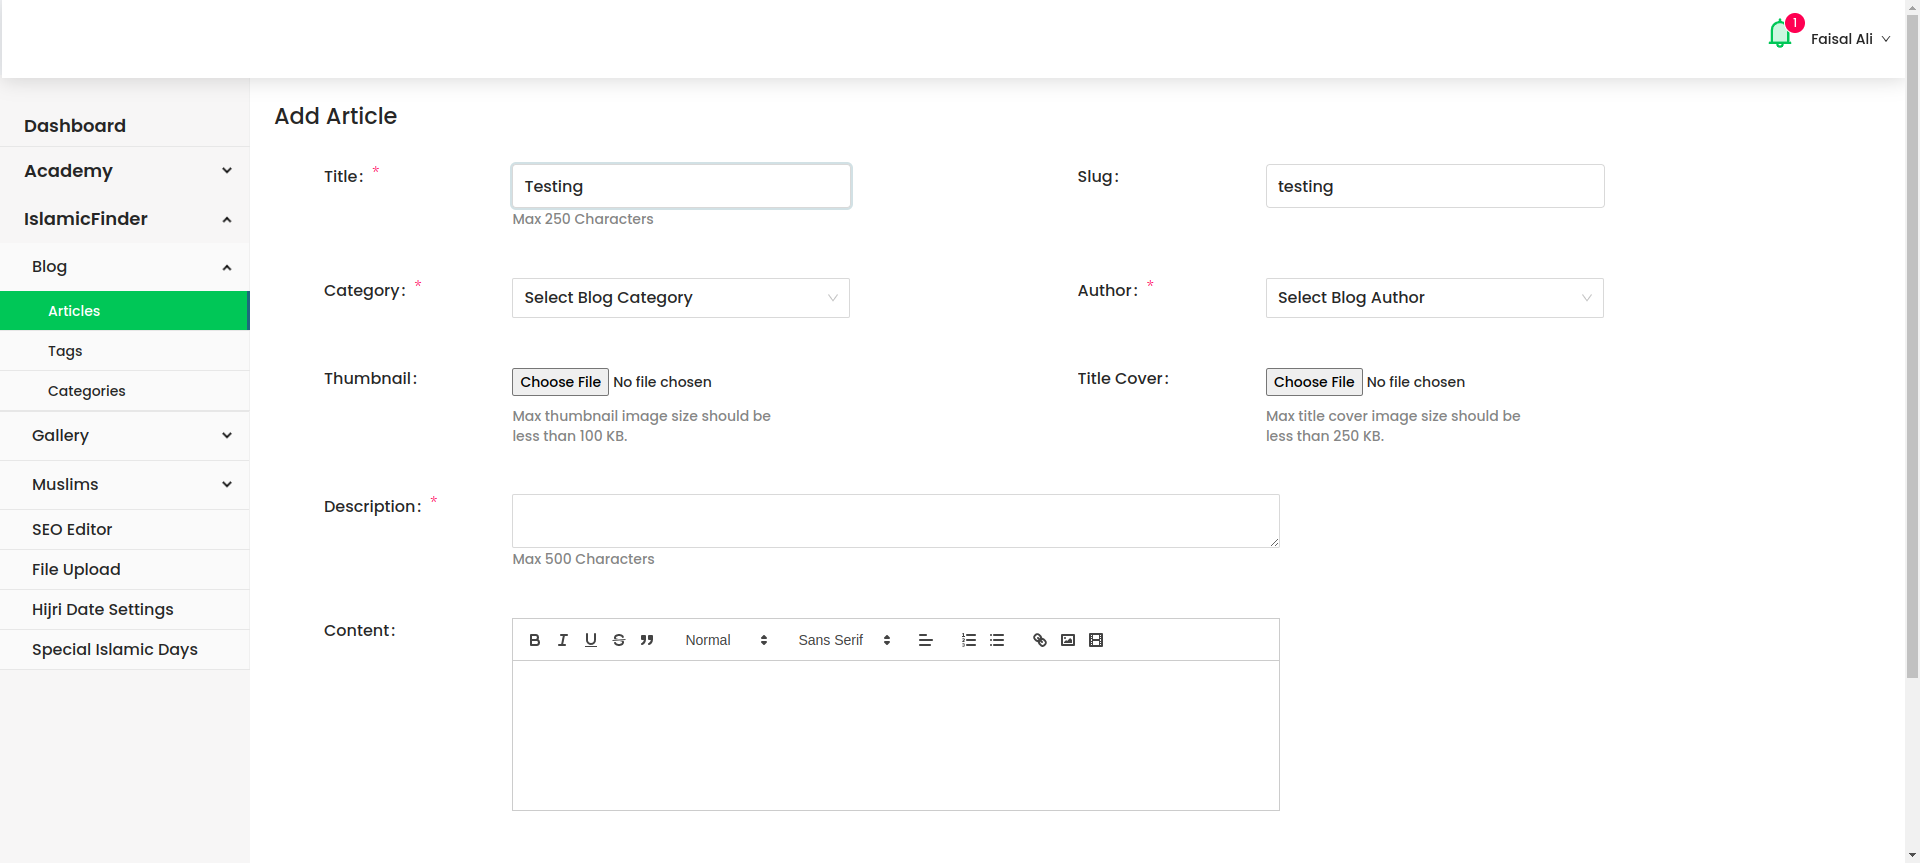 1
Faisal Ali
Dashboard
Academy
IslamicFinder
Blog
Articles
Tags
Categories
Gallery
Muslims
SEO Editor
File Upload
Hijri Date Settings
Special Islamic Days
Add Article
Title: *
Testing
Max 250 Characters
Slug:
testing
Category: *
Select Blog Category
Author: *
Select Blog Author
Thumbnail:
Choose File No file chosen
Max thumbnail image size should be
less than 100 KB.
Title Cover:
Choose File No file chosen
Max title cover image size should be
less than 250 KB.
Description: *
Max 500 Characters
Content:
B I U S Normal Sans Serif